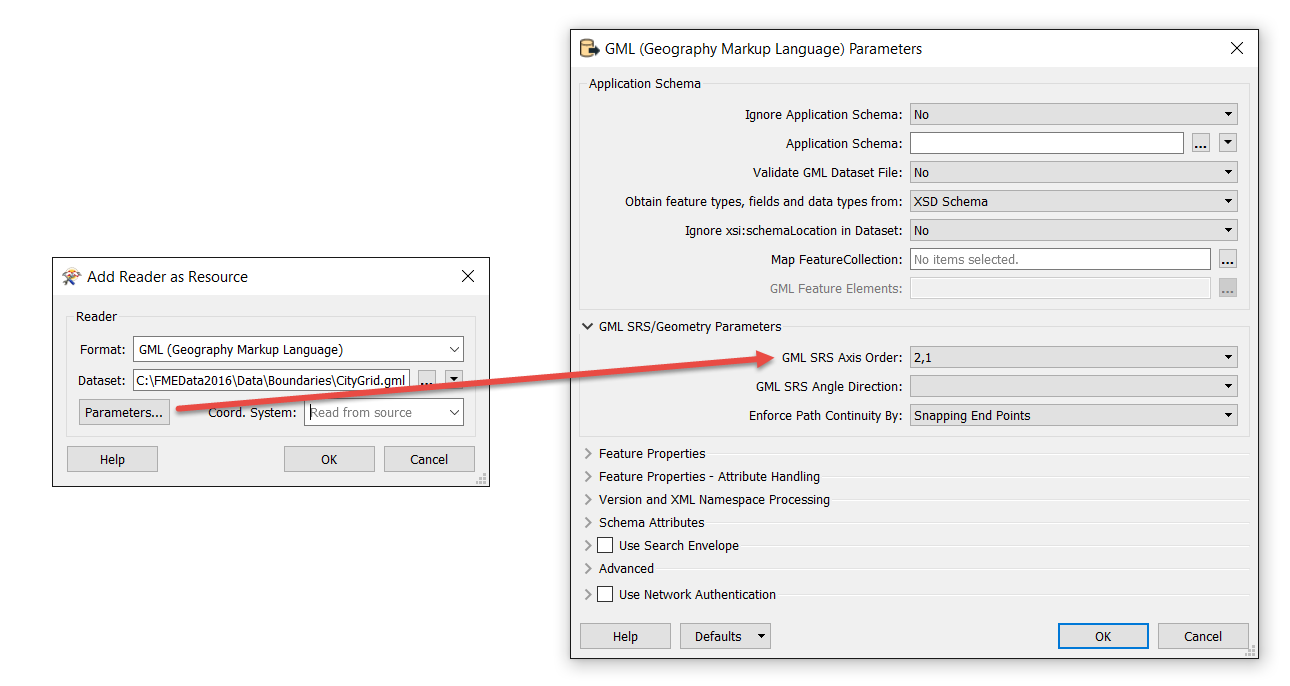 Add Reader as Resource
Reader
Format: GML (Geography Markup Language)
Dataset: C:\FMEData2016\Data\Boundaries\CityGrid.gml ...
Parameters... Coord. System: Read from source
Help OK Cancel
GML (Geography Markup Language) Parameters
Application Schema
Ignore Application Schema: No
Application Schema: ...
Validate GML Dataset File: No
Obtain feature types, fields and data types from: XSD Schema
Ignore xsi:schemaLocation in Dataset: No
Map FeatureCollection: No items selected. ...
GML Feature Elements: ...
GML SRS/Geometry Parameters
GML SRS Axis Order: 2,1
GML SRS Angle Direction:
Enforce Path Continuity By: Snapping End Points
Feature Properties
Feature Properties - Attribute Handling
Version and XML Namespace Processing
Schema Attributes
Use Search Envelope
Advanced
Use Network Authentication
Help Defaults OK Cancel